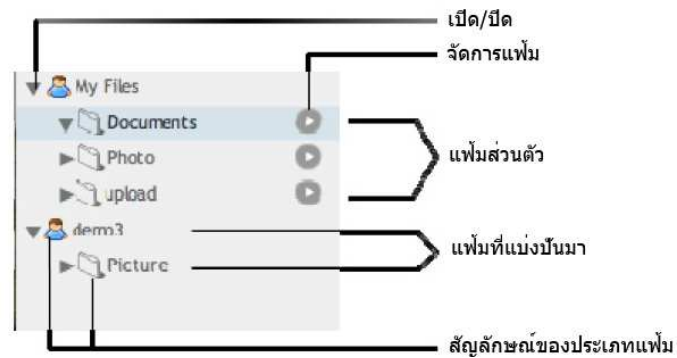 เปิด/ปิด
จัดการแฟ้ม
My Files
Documents
Photo
แฟ้มส่วนตัว
upload
demo3
แฟ้มที่แบ่งปันมา
Picture
สัญลักษณ์ของประเภทแฟ้ม